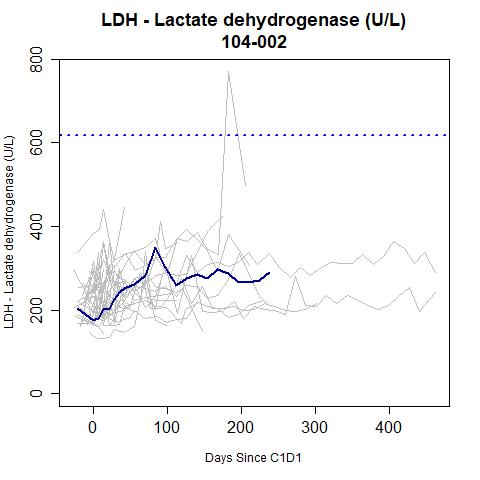 LDH - Lactate dehydrogenase (U/L)
104-002
LDH - Lactate dehydrogenase (U/L)
800
600
400
200
0
0 100 200 300 400
Days Since C1D1